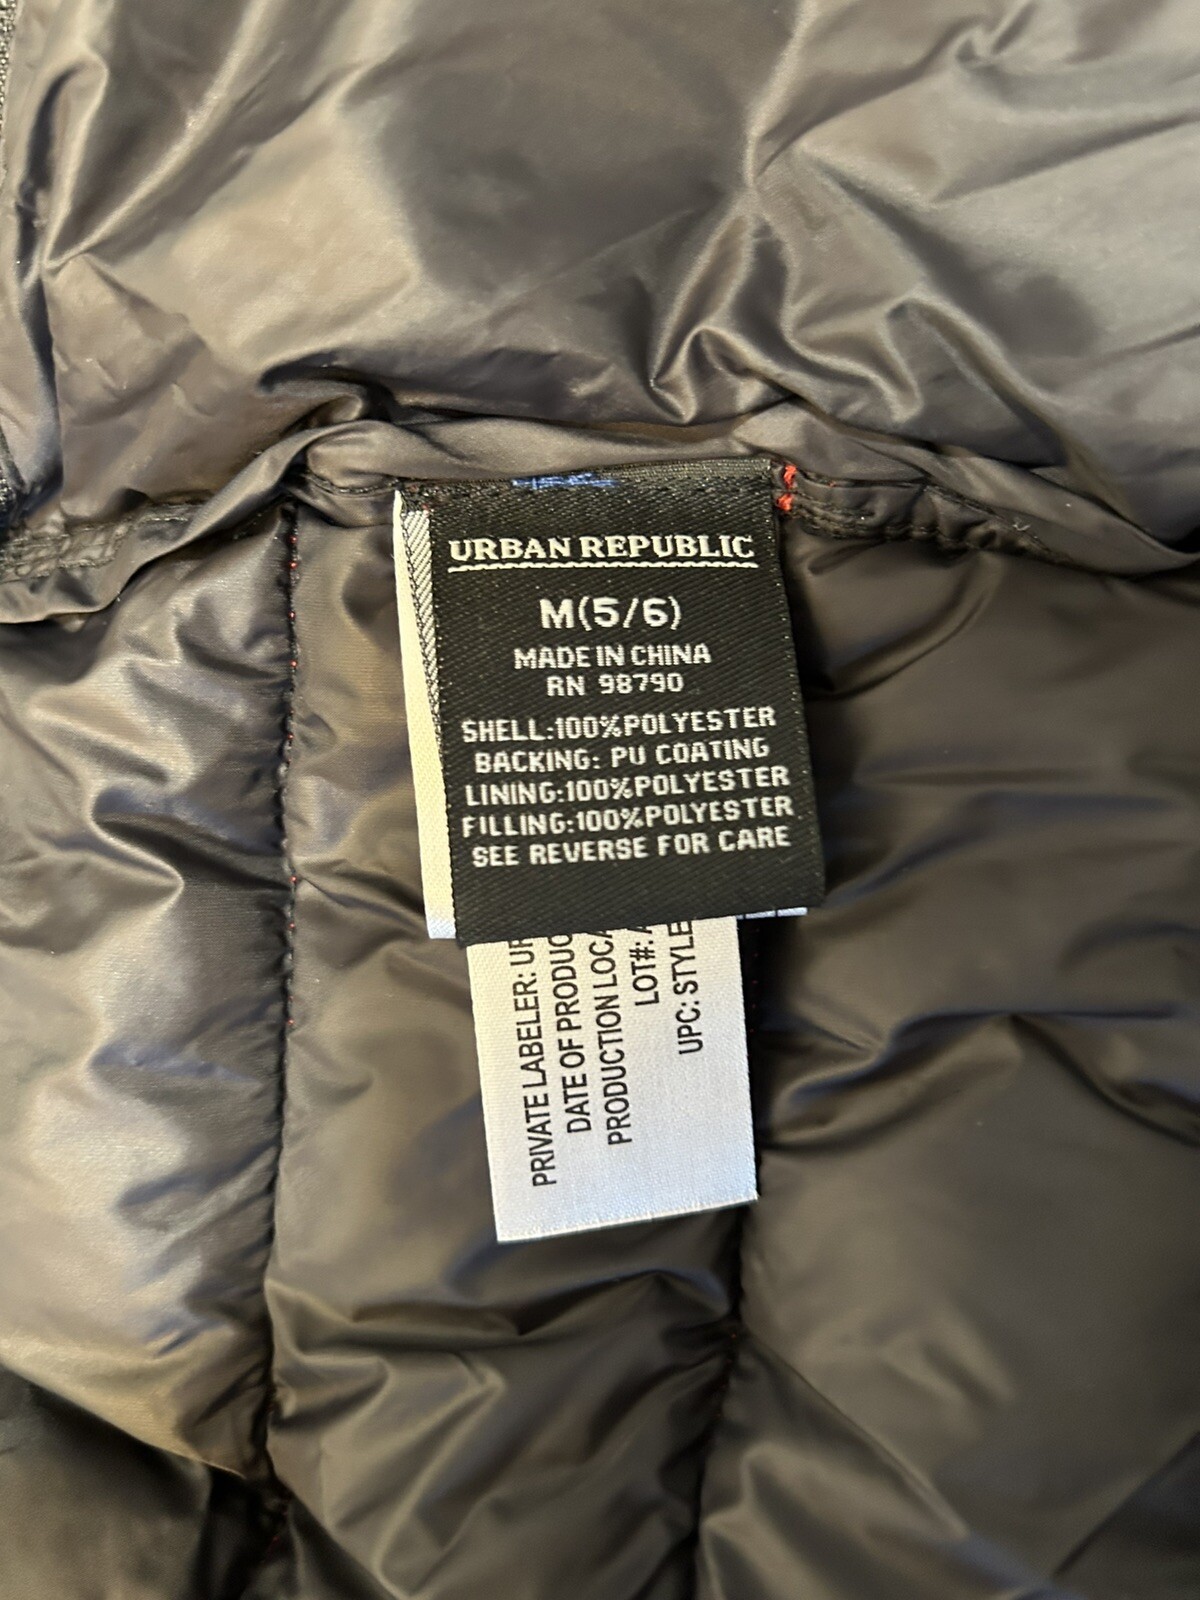 URBAN REPUBLIC
M(5/6)
MADE IN CHINA
RN 98790
SHELL:100%POLYESTER
BACKING: PU COATING
LINING:100%POLYESTER
FILLING:100%POLYESTER
SEE REVERSE FOR CARE
PRIVATE LABELER:
DATE OF
PRODUCTION
LOT#:
UPC: STYLE